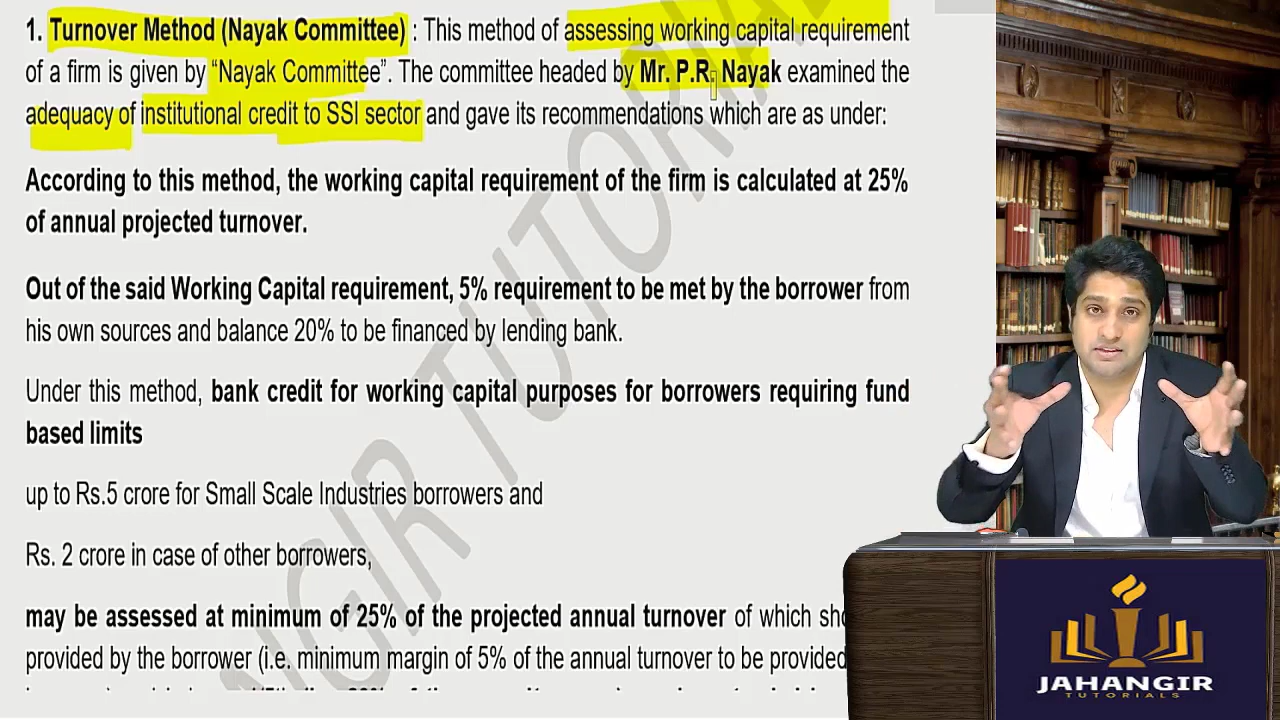 1. Turnover Method (Nayak Committee) : This method of assessing working capital requirement
of a firm is given by “Nayak Committee”. The committee headed by Mr. P.R. Nayak examined the
adequacy of institutional credit to SSI sector and gave its recommendations which are as under:
According to this method, the working capital requirement of the firm is calculated at 25%
of annual projected turnover.
Out of the said Working Capital requirement, 5% requirement to be met by the borrower from
his own sources and balance 20% to be financed by lending bank.
Under this method, bank credit for working capital purposes for borrowers requiring fund
based limits
up to Rs.5 crore for Small Scale Industries borrowers and
Rs. 2 crore in case of other borrowers,
may be assessed at minimum of 25% of the projected annual turnover of which
provided by the borrower (i.e. minimum margin of 5% of the annual turnover to be provided
JAHANGIR
TUTORIALS